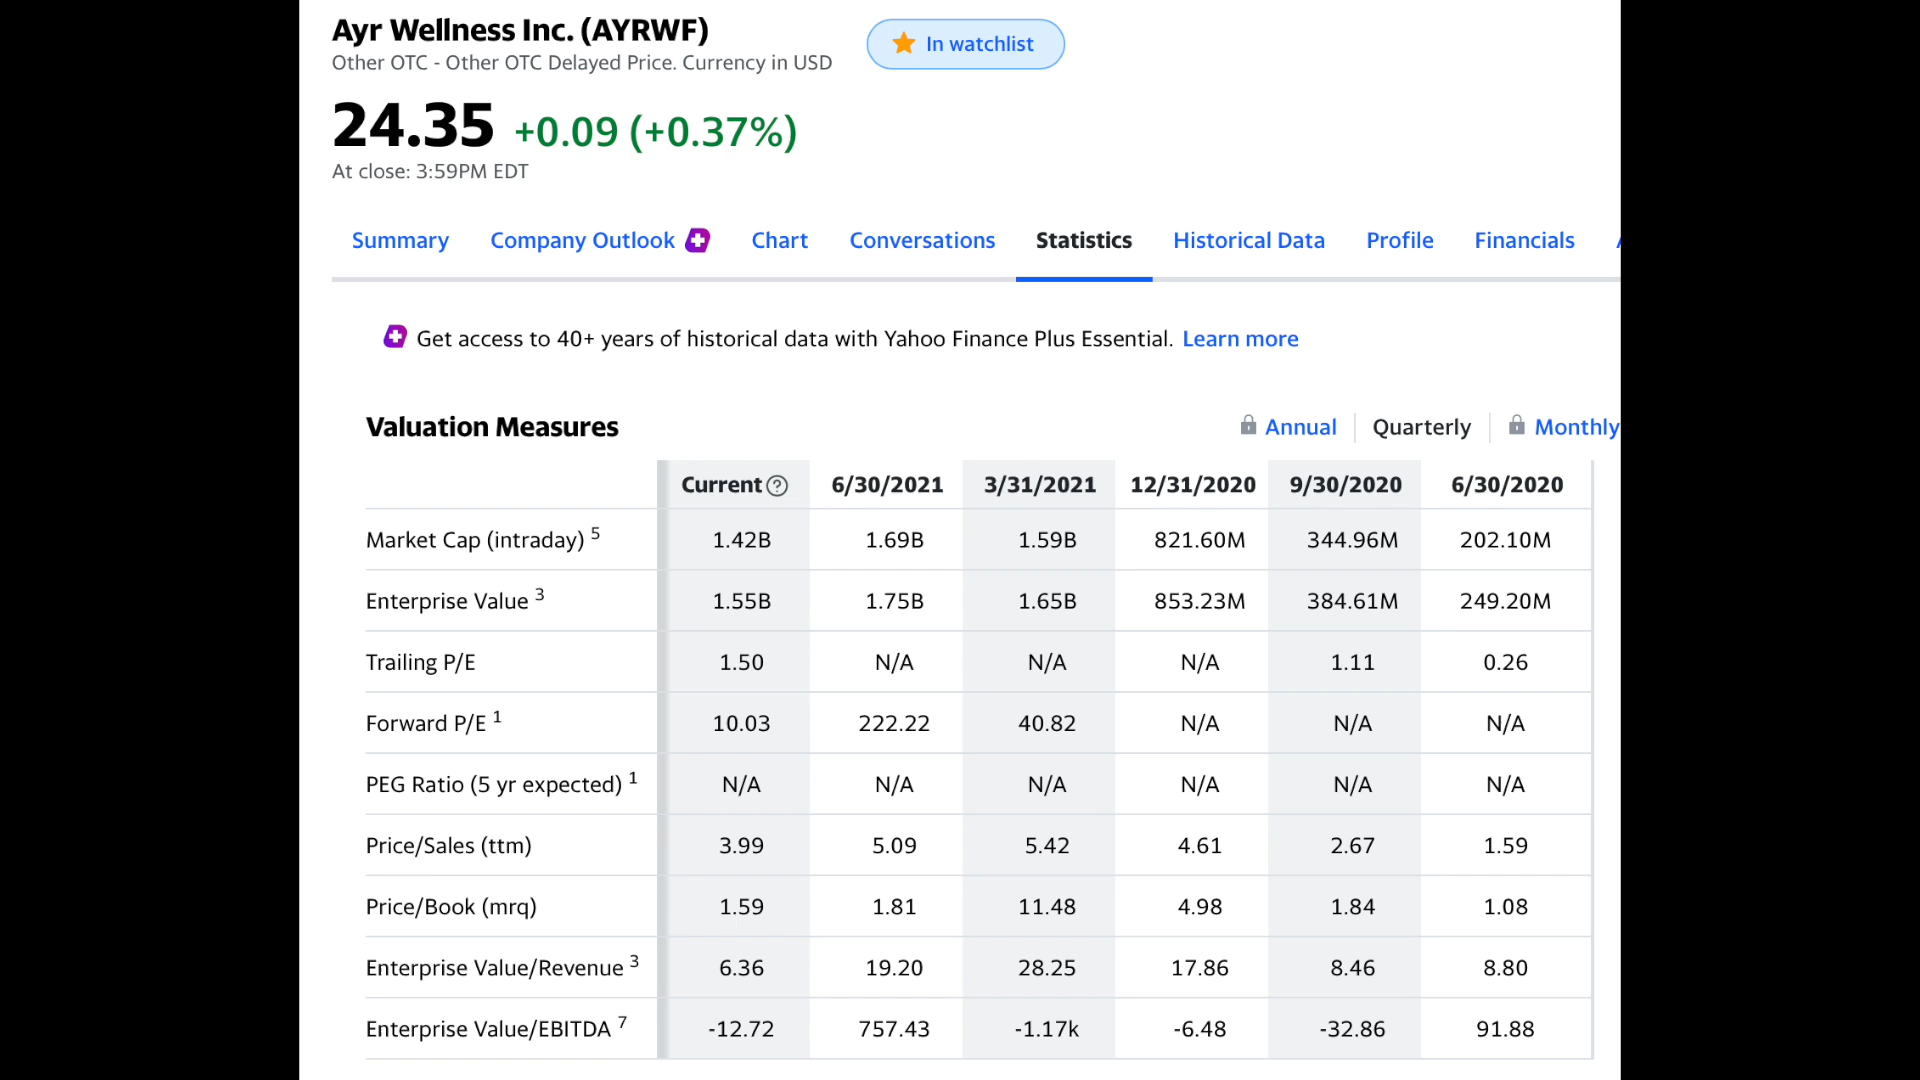 Ayr Wellness Inc. (AYRWF)
In watchlist
Other OTC - Other OTC Delayed Price. Currency in USD
24.35 +0.09 (+0.37%)
At close: 3:59PM EDT
Summary Company Outlook Chart Conversations Statistics Historical Data Profile Financials
Get access to 40+ years of historical data with Yahoo Finance Plus Essential. Learn more
Valuation Measures Annual Quarterly Monthly
Current 6/30/2021 3/31/2021 12/31/2020 9/30/2020 6/30/2020
Market Cap (intraday) 5 1.42B 1.69B 1.59B 821.60M 344.96M 202.10M
Enterprise Value 3 1.55B 1.75B 1.65B 853.23M 384.61M 249.20M
Trailing P/E 1.50 N/A N/A N/A 1.11 0.26
Forward P/E 1 10.03 222.22 40.82 N/A N/A N/A
PEG Ratio (5 yr expected) 1 N/A N/A N/A N/A N/A N/A
Price/Sales (ttm) 3.99 5.09 5.42 4.61 2.67 1.59
Price/Book (mrq) 1.59 1.81 11.48 4.98 1.84 1.08
Enterprise Value/Revenue 3 6.36 19.20 28.25 17.86 8.46 8.80
Enterprise Value/EBITDA 7 -12.72 757.43 -1.17k -6.48 -32.86 91.88